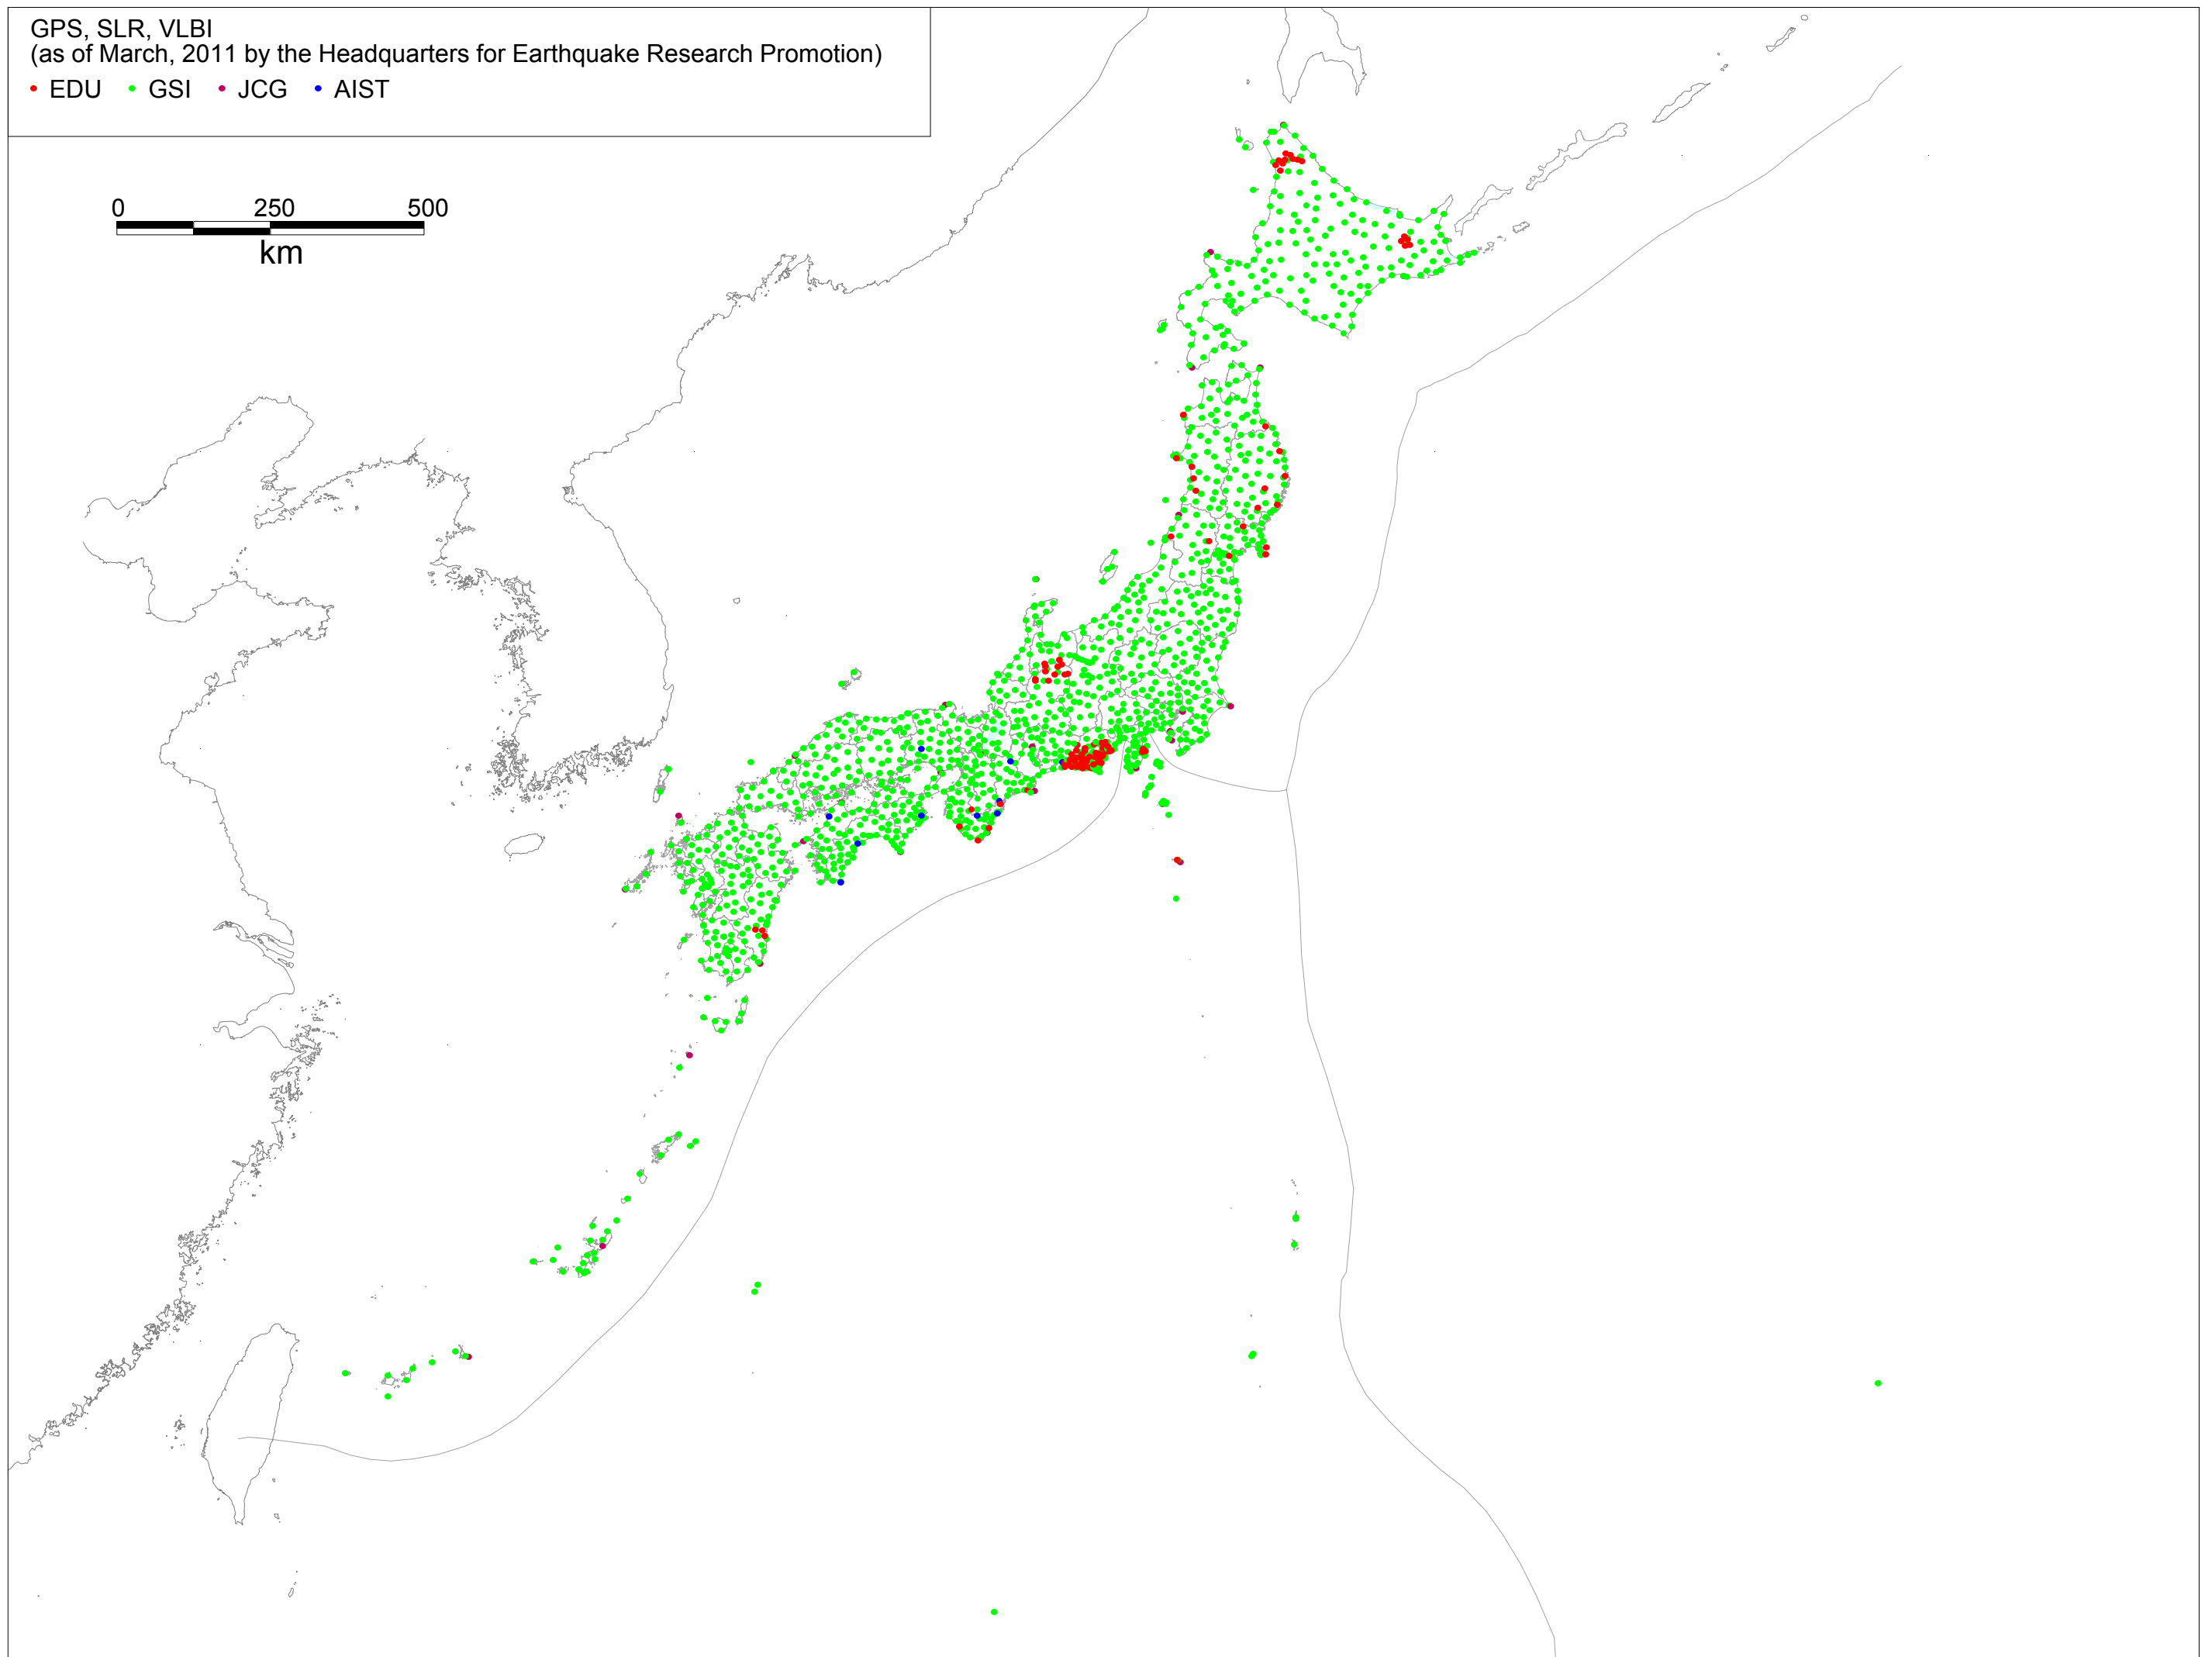 GPS, SLR, VLBI
(as of March, 2011 by the Headquarters for Earthquake Research Promotion)
EDU GSI JCG AIST
0 250 500
km